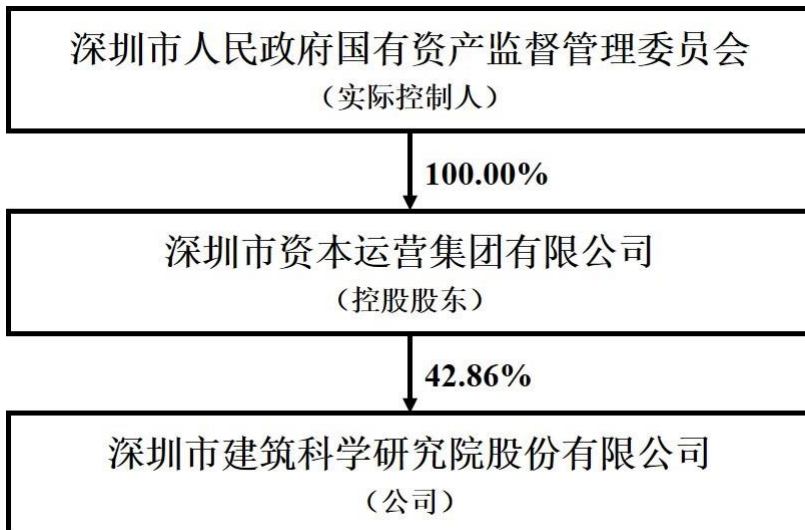 深圳市人民政府国有资产监督管理委员会
（实际控制人）
100.00%
深圳市资本运营集团有限公司
（控股股东）
42.86%
深圳市建筑科学研究院股份有限公司
（公司）